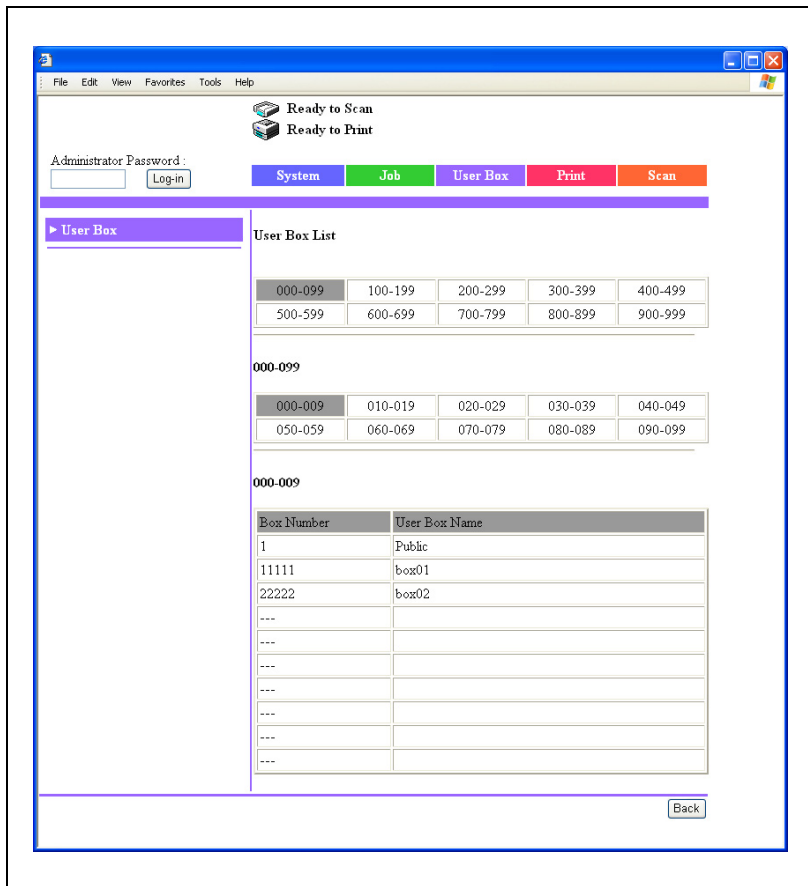 File Edit View Favorites Tools Help
Ready to Scan
Ready to Print
Administrator Password :
Log-in
System Job User Box Print Scan
User Box
User Box List
000-099 100-199 200-299 300-399 400-499
500-599 600-699 700-799 800-899 900-999
000-099
000-009 010-019 020-029 030-039 040-049
050-059 060-069 070-079 080-089 090-099
000-009
Box Number User Box Name
1 Public
11111 box01
22222 box02
---
---
---
---
---
---
---
Back